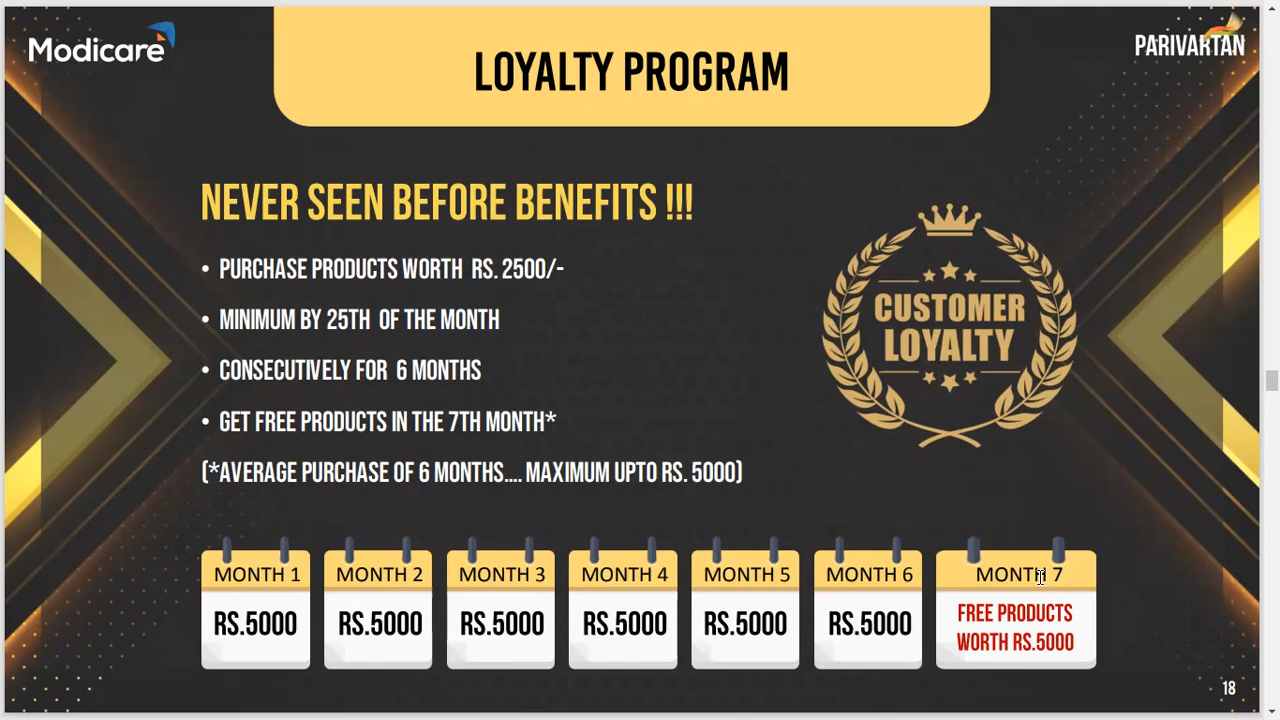 Modicare
LOYALTY PROGRAM
PARIVARTAN
NEVER SEEN BEFORE BENEFITS !!!
• PURCHASE PRODUCTS WORTH RS. 2500/-
• MINIMUM BY 25TH OF THE MONTH
• CONSECUTIVELY FOR 6 MONTHS
• GET FREE PRODUCTS IN THE 7TH MONTH*
(*AVERAGE PURCHASE OF 6 MONTHS.... MAXIMUM UPTO RS. 5000)
CUSTOMER
LOYALTY
MONTH 1 MONTH 2 MONTH 3 MONTH 4 MONTH 5 MONTH 6 MONTH 7
RS.5000 RS.5000 RS.5000 RS.5000 RS.5000 RS.5000 FREE PRODUCTS
WORTH RS.5000
18